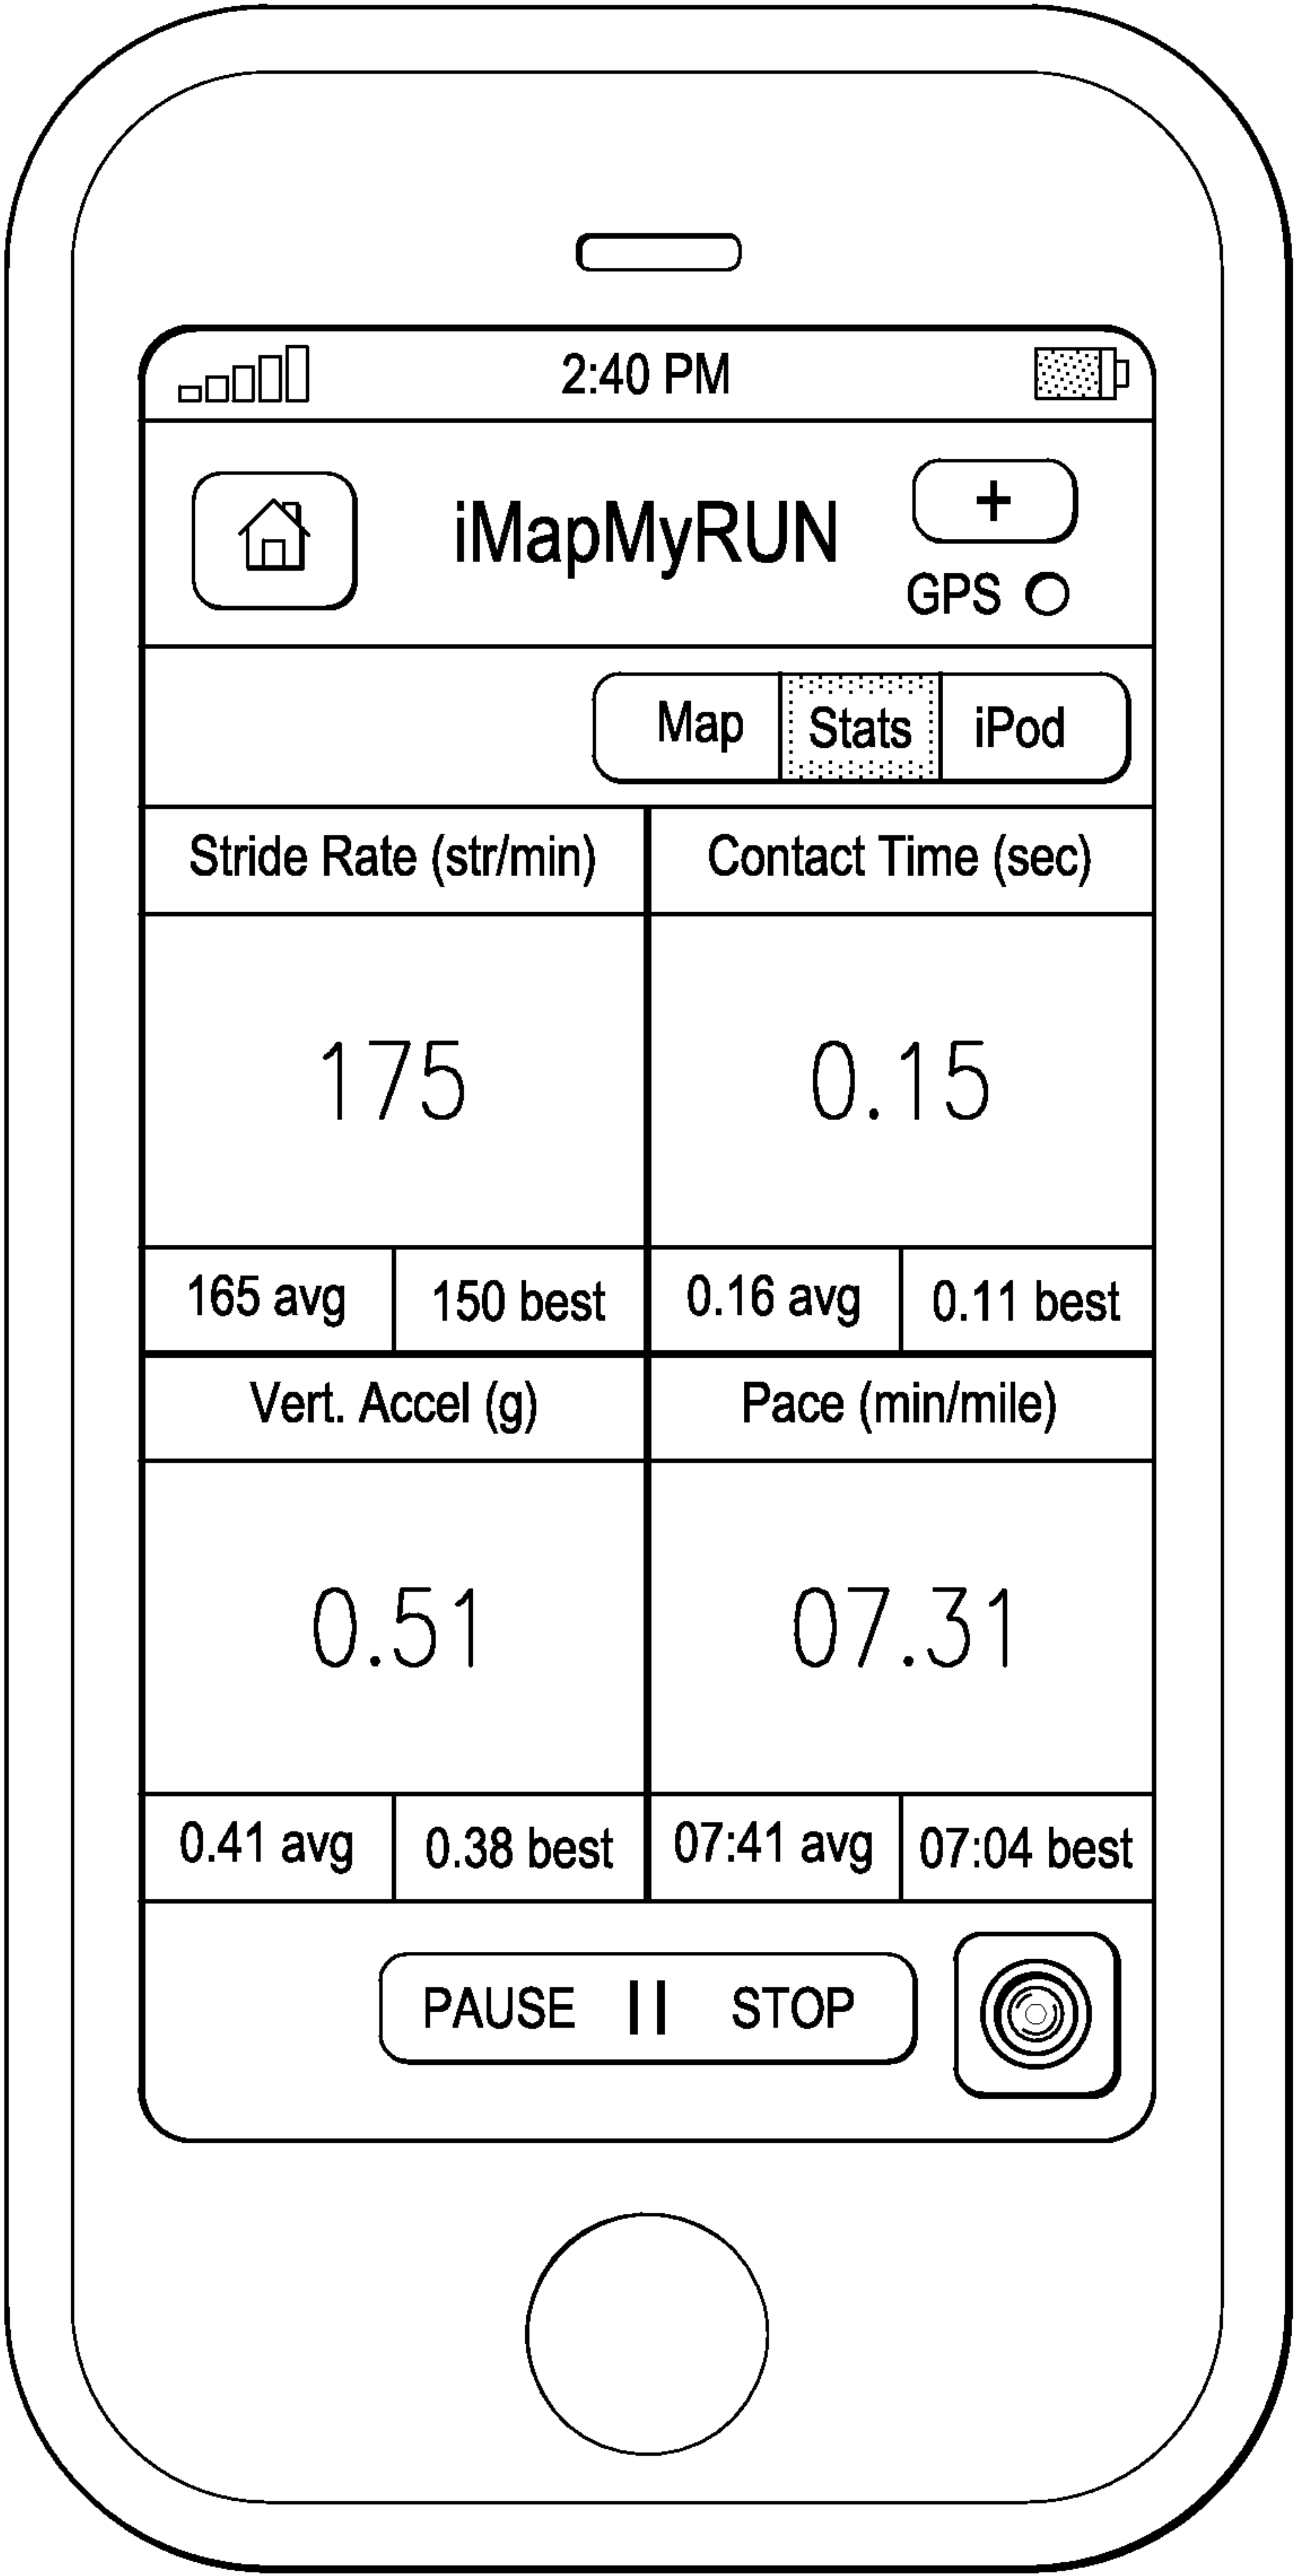 2:40 PM
iMapMyRUN
+
GPS
Map Stats iPod
Stride Rate (str/min) Contact Time (sec)
175 0.15
165 avg 150 best 0.16 avg 0.11 best
Vert. Accel (g) Pace (min/mile)
0.51 07.31
0.41 avg 0.38 best 07:41 avg 07:04 best
PAUSE || STOP